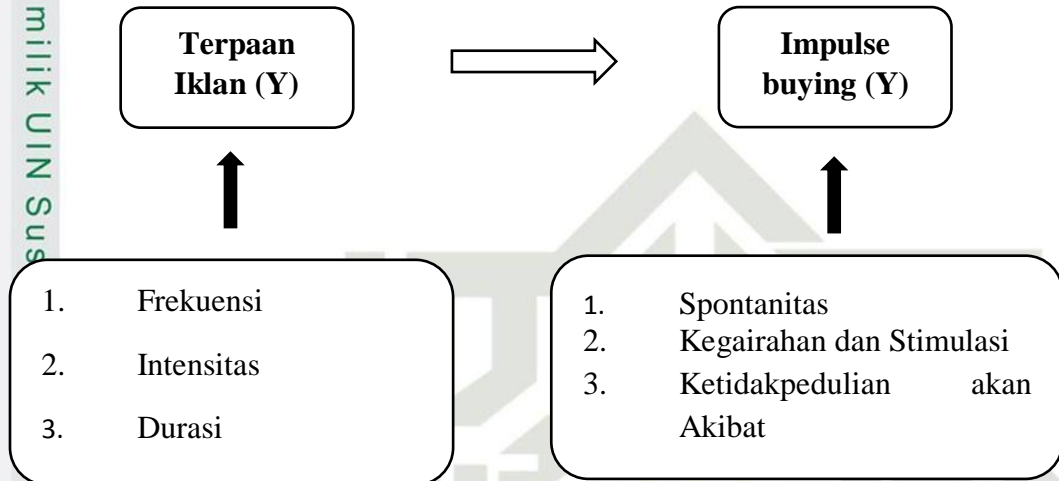 milik UIN Sus
Terpaan
Iklan (Y)
Impulse
buying (Y)
1. Frekuensi
2. Intensitas
3. Durasi
1. Spontanitas
2. Kegairahan dan Stimulasi
3. Ketidakpedulian akan
Akibat